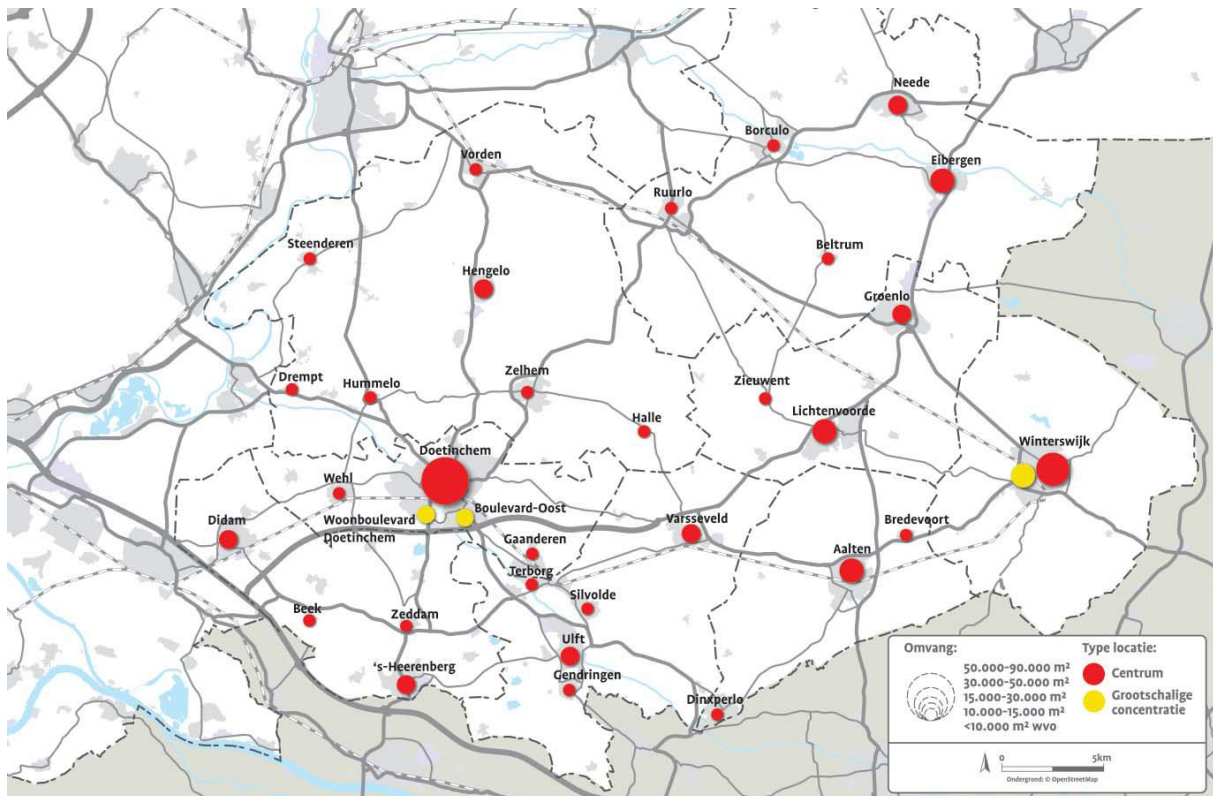 Neede
Borculo
Vorden
Eibergen
Ruurlo
Steenderen
Beltrum
Hengelo
Groenlo
Zelhem
Drempt
Hummelo
Zieuwent
Halle
Lichtenvoorde
Doetinchem
Winterswijk
Wehl
Boulevard-Oost
Didam
Woonboulevard
Doetinchem
Varsseveld
Bredevoort
Gaanderen
Aalten
Terborg
Silvolde
Beek
Zeddam
Ulft
's-Heerenberg
Gendringen
Dinxperlo
Omvang:
50.000-90.000 m²
30.000-50.000 m²
15.000-30.000 m²
10.000-15.000 m²
<10.000 m² wvo
Type locatie:
Centrum
Grootschalige
concentratie
0 5km
Ondergrond: © OpenStreetMap